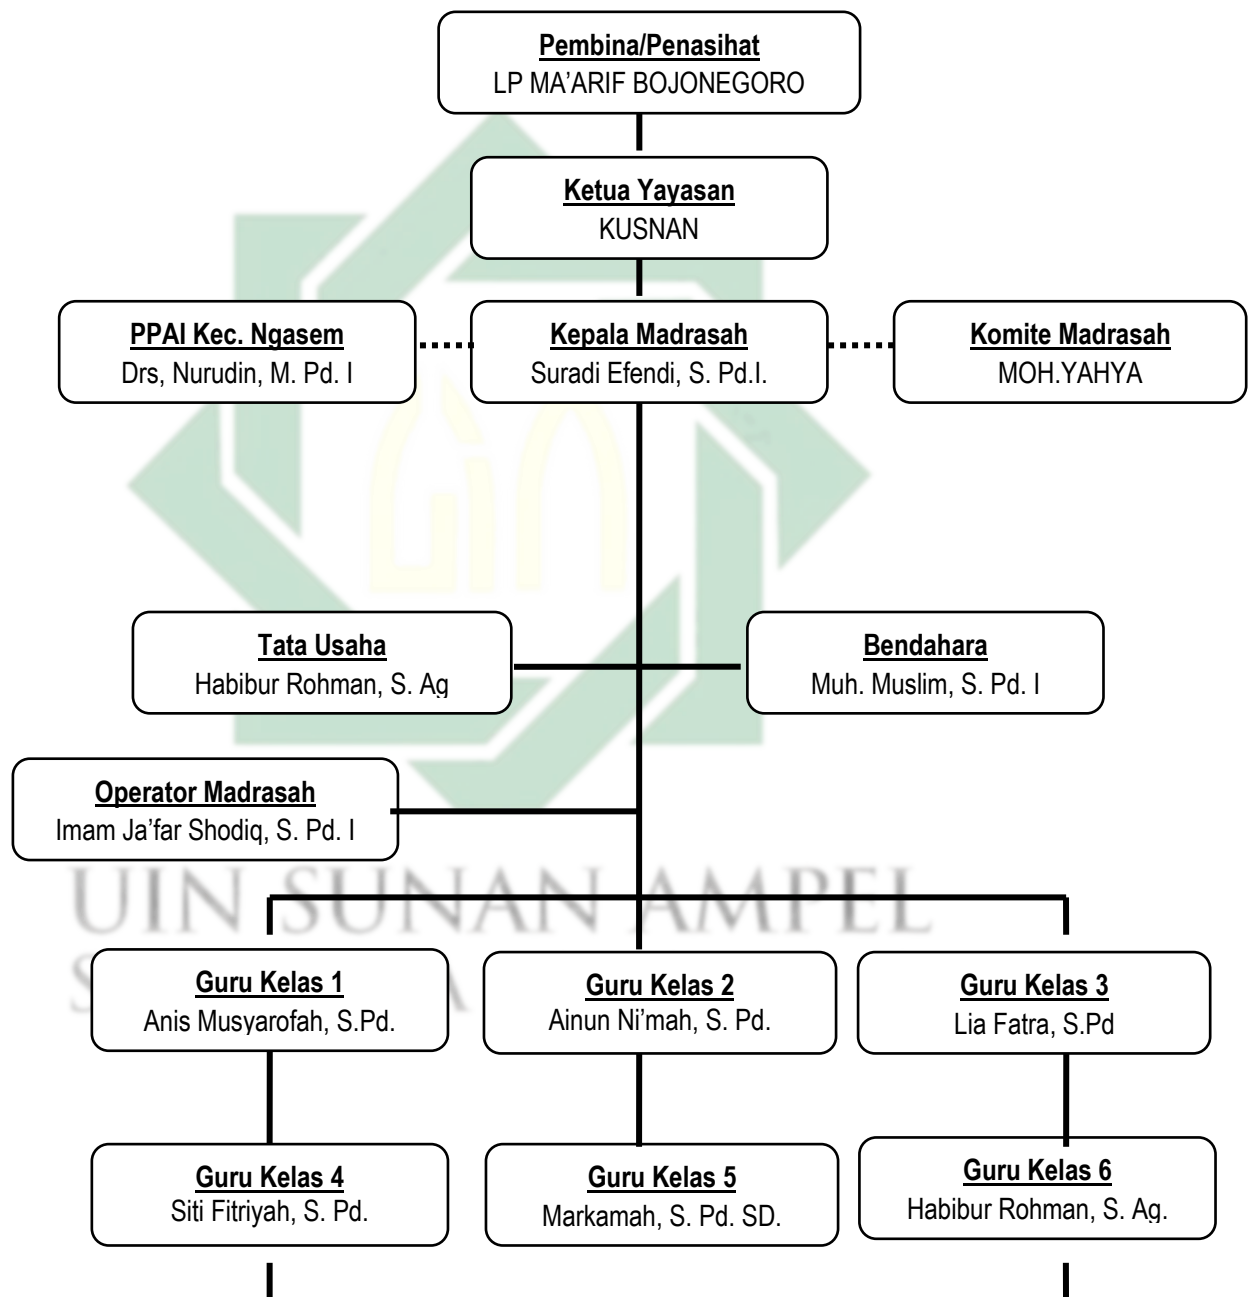 Pembina/Penasihat
LP MA'ARIF BOJONEGORO
Ketua Yayasan
KUSNAN
PPAI Kec. Ngasem
Drs, Nurudin, M. Pd. I
Kepala Madrasah
Suradi Efendi, S. Pd.I.
Komite Madrasah
MOH.YAHYA
Tata Usaha
Habibur Rohman, S. Ag
Bendahara
Muh. Muslim, S. Pd. I
Operator Madrasah
Imam Ja'far Shodiq, S. Pd. I
UIN SUNAN AMPEL
Guru Kelas 1
Anis Musyarofah, S.Pd.
Guru Kelas 2
Ainun Ni'mah, S. Pd.
Guru Kelas 3
Lia Fatra, S.Pd
Guru Kelas 4
Siti Fitriyah, S. Pd.
Guru Kelas 5
Markamah, S. Pd. SD.
Guru Kelas 6
Habibur Rohman, S. Ag.